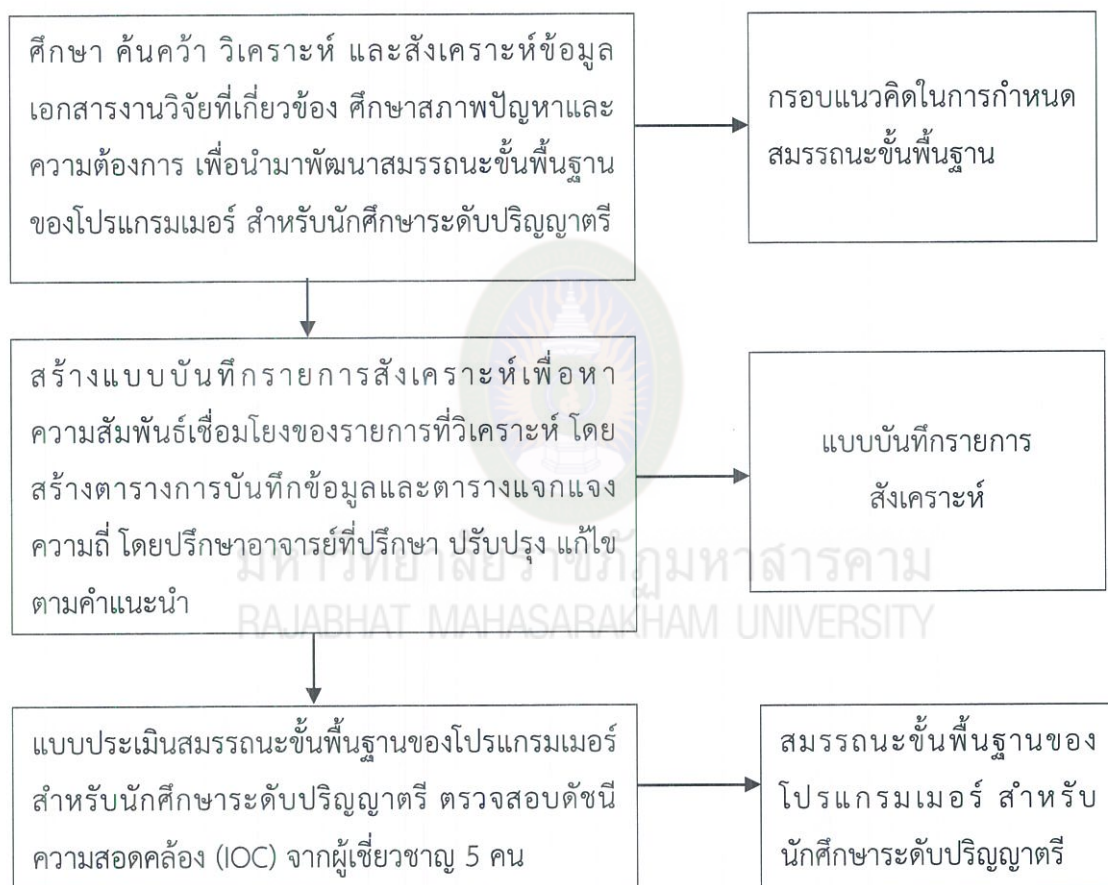 ศึกษา ค้นคว้า วิเคราะห์ และสังเคราะห์ข้อมูล
เอกสารงานวิจัยที่เกี่ยวข้อง ศึกษาสภาพปัญหาและ
ความต้องการ เพื่อนำมาพัฒนาสมรรถนะขั้นพื้นฐาน
ของโปรแกรมเมอร์ สำหรับนักศึกษาระดับปริญญาตรี
กรอบแนวคิดในการกำหนด
สมรรถนะขั้นพื้นฐาน
สร้างแบบบันทึกรายการสังเคราะห์เพื่อหา
ความสัมพันธ์เชื่อมโยงของรายการที่วิเคราะห์ โดย
สร้างตารางการบันทึกข้อมูลและตารางแจกแจง
ความถี่ โดยปรึกษาอาจารย์ที่ปรึกษา ปรับปรุง แก้ไข
ตามคำแนะนำ
แบบบันทึกรายการ
สังเคราะห์
มหาวิทยาลัยราชภัฏมหาสารคาม
RAJABHAT MAHASARAKHAM UNIVERSITY
แบบประเมินสมรรถนะขั้นพื้นฐานของโปรแกรมเมอร์
สำหรับนักศึกษาระดับปริญญาตรี ตรวจสอบดัชนี
ความสอดคล้อง (IOC) จากผู้เชี่ยวชาญ 5 คน
สมรรถนะขั้นพื้นฐานของ
โปรแกรมเมอร์ สำหรับ
นักศึกษาระดับปริญญาตรี